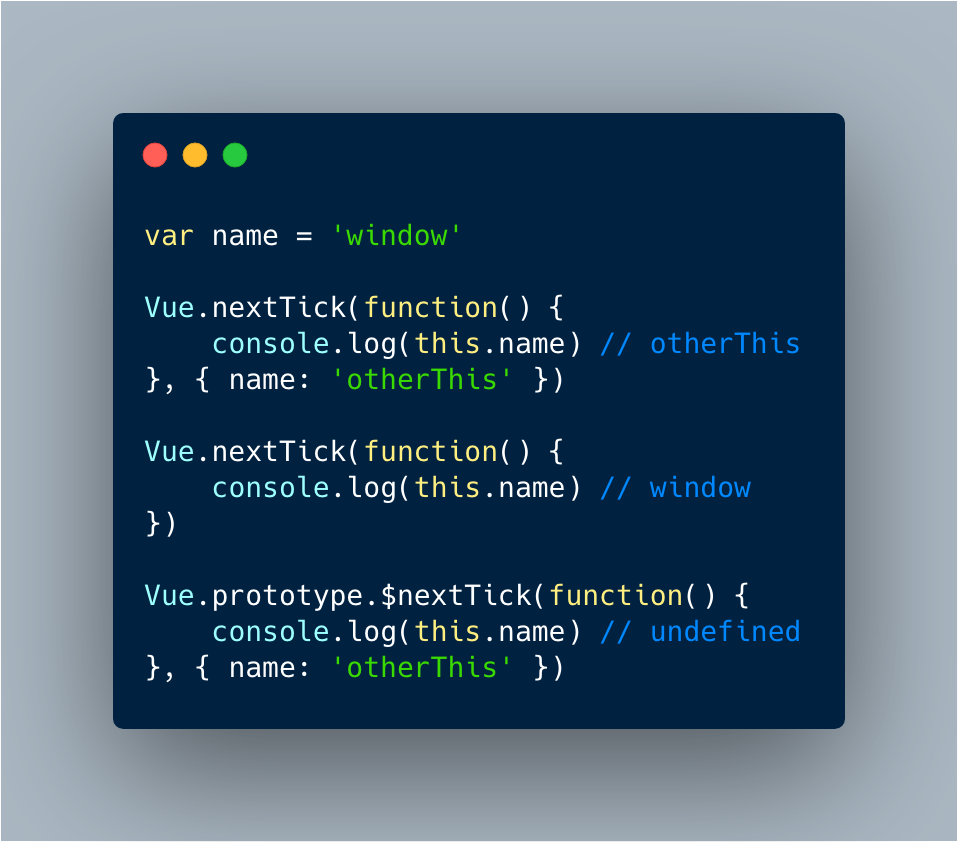 var name = 'window'

Vue.nextTick(function() {
    console.log(this.name) // otherThis
}, { name: 'otherThis' })

Vue.nextTick(function() {
    console.log(this.name) // window
})

Vue.prototype.$nextTick(function() {
    console.log(this.name) // undefined
}, { name: 'otherThis' })